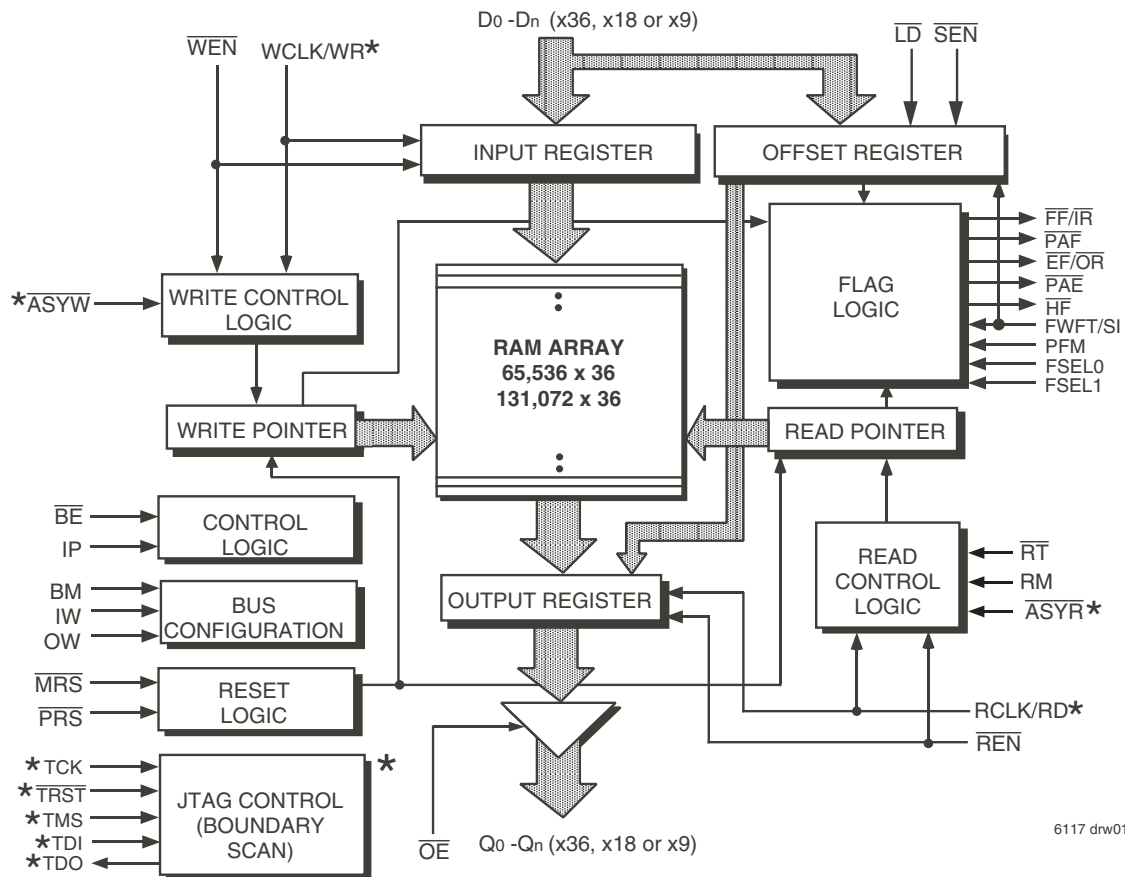 D0 -Dn (x36, x18 or x9)
WEN
WCLK/WR*
LD
SEN
INPUT REGISTER
OFFSET REGISTER
*ASYW
WRITE CONTROL
LOGIC
RAM ARRAY
65,536 x 36
131,072 x 36
FLAG
LOGIC
FF/IR
PAF
EF/OR
PAE
HF
FWFT/SI
PFM
FSEL0
FSEL1
WRITE POINTER
READ POINTER
BE
IP
CONTROL
LOGIC
BM
IW
OW
BUS
CONFIGURATION
OUTPUT REGISTER
READ
CONTROL
LOGIC
RT
RM
ASYR*
MRS
PRS
RESET
LOGIC
RCLK/RD*
REN
*TCK
*TRST
*TMS
*TDI
*TDO
JTAG CONTROL
(BOUNDARY
SCAN)
*
OE
Q0 -Qn (x36, x18 or x9)
6117 drw01